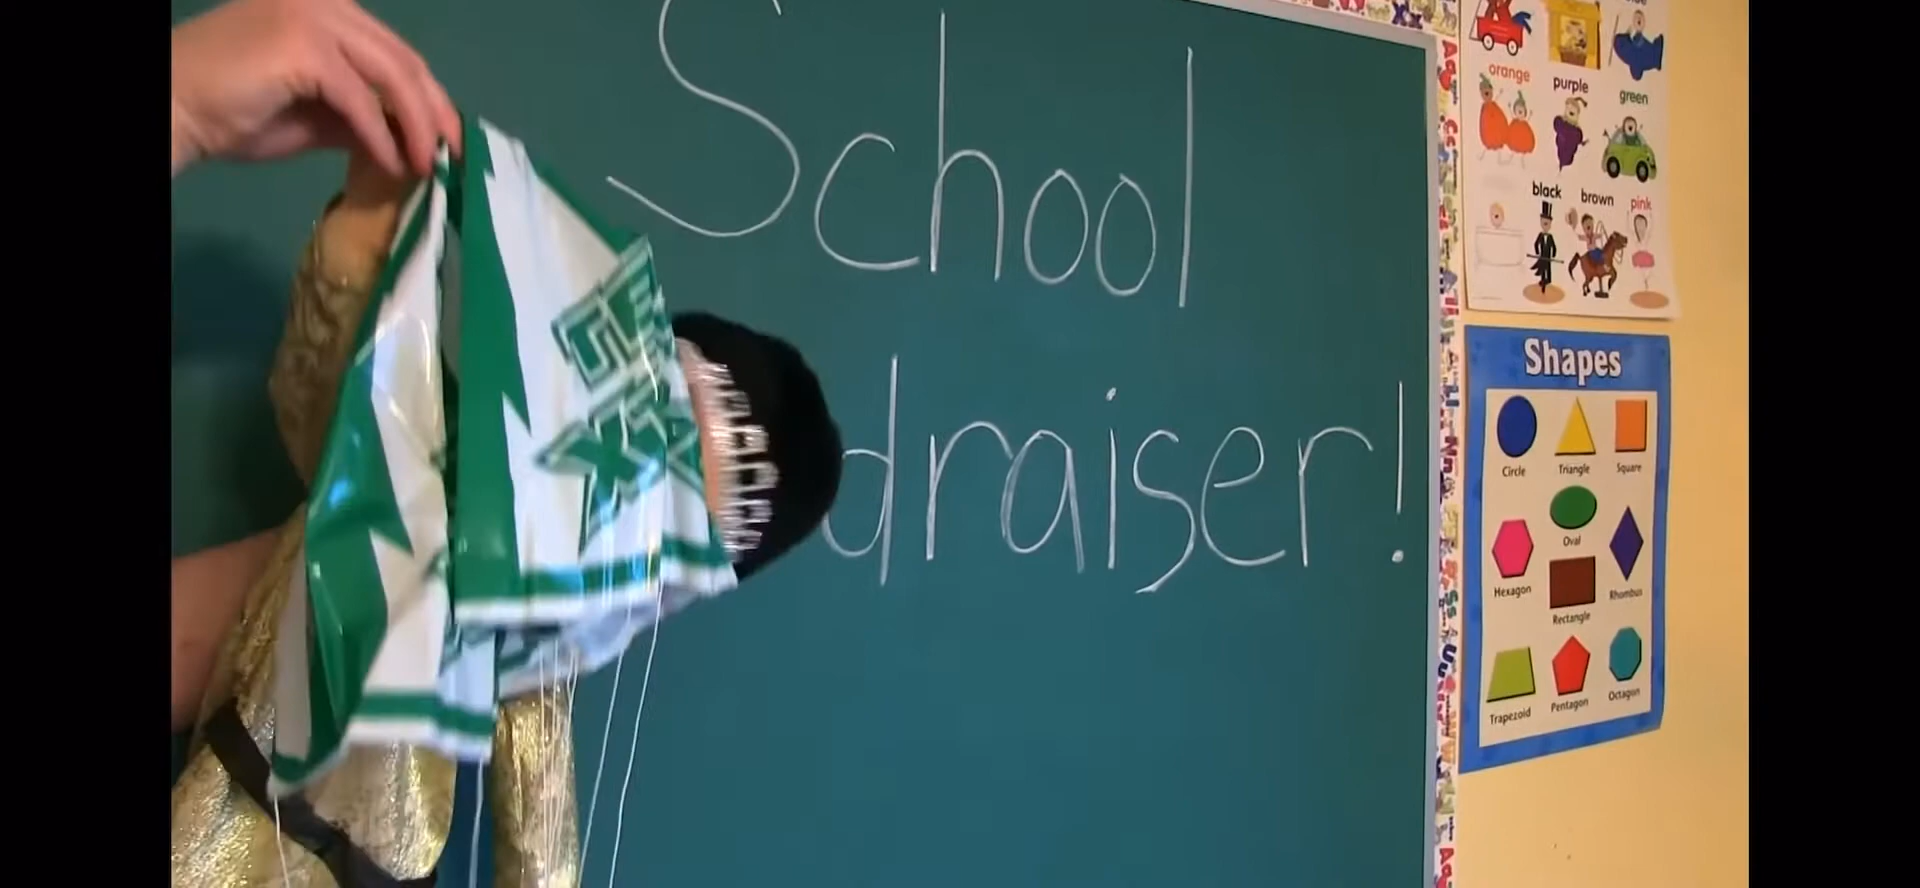 School
draiser!
orange
purple
green
black
brown
pink
Shapes
Circle
Triangle
Square
Oval
Hexagon
Rhombus
Rectangle
Trapezoid
Pentagon
Octagon